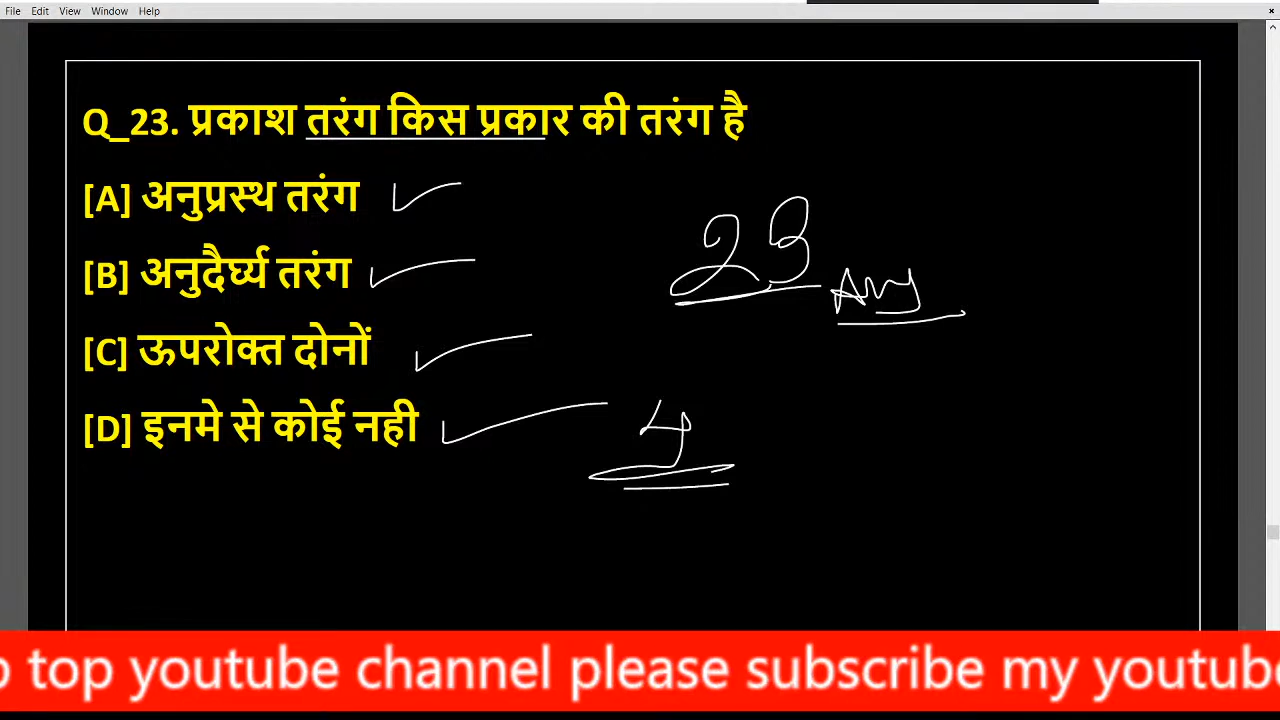 File Edit View Window Help
Q_23. प्रकाश तरंग किस प्रकार की तरंग है
[A] अनुप्रस्थ तरंग
[B] अनुदैर्घ्य तरंग
[C] ऊपरोक्त दोनों
[D] इनमे से कोई नही
23
4
top youtube channel please subscribe my youtube